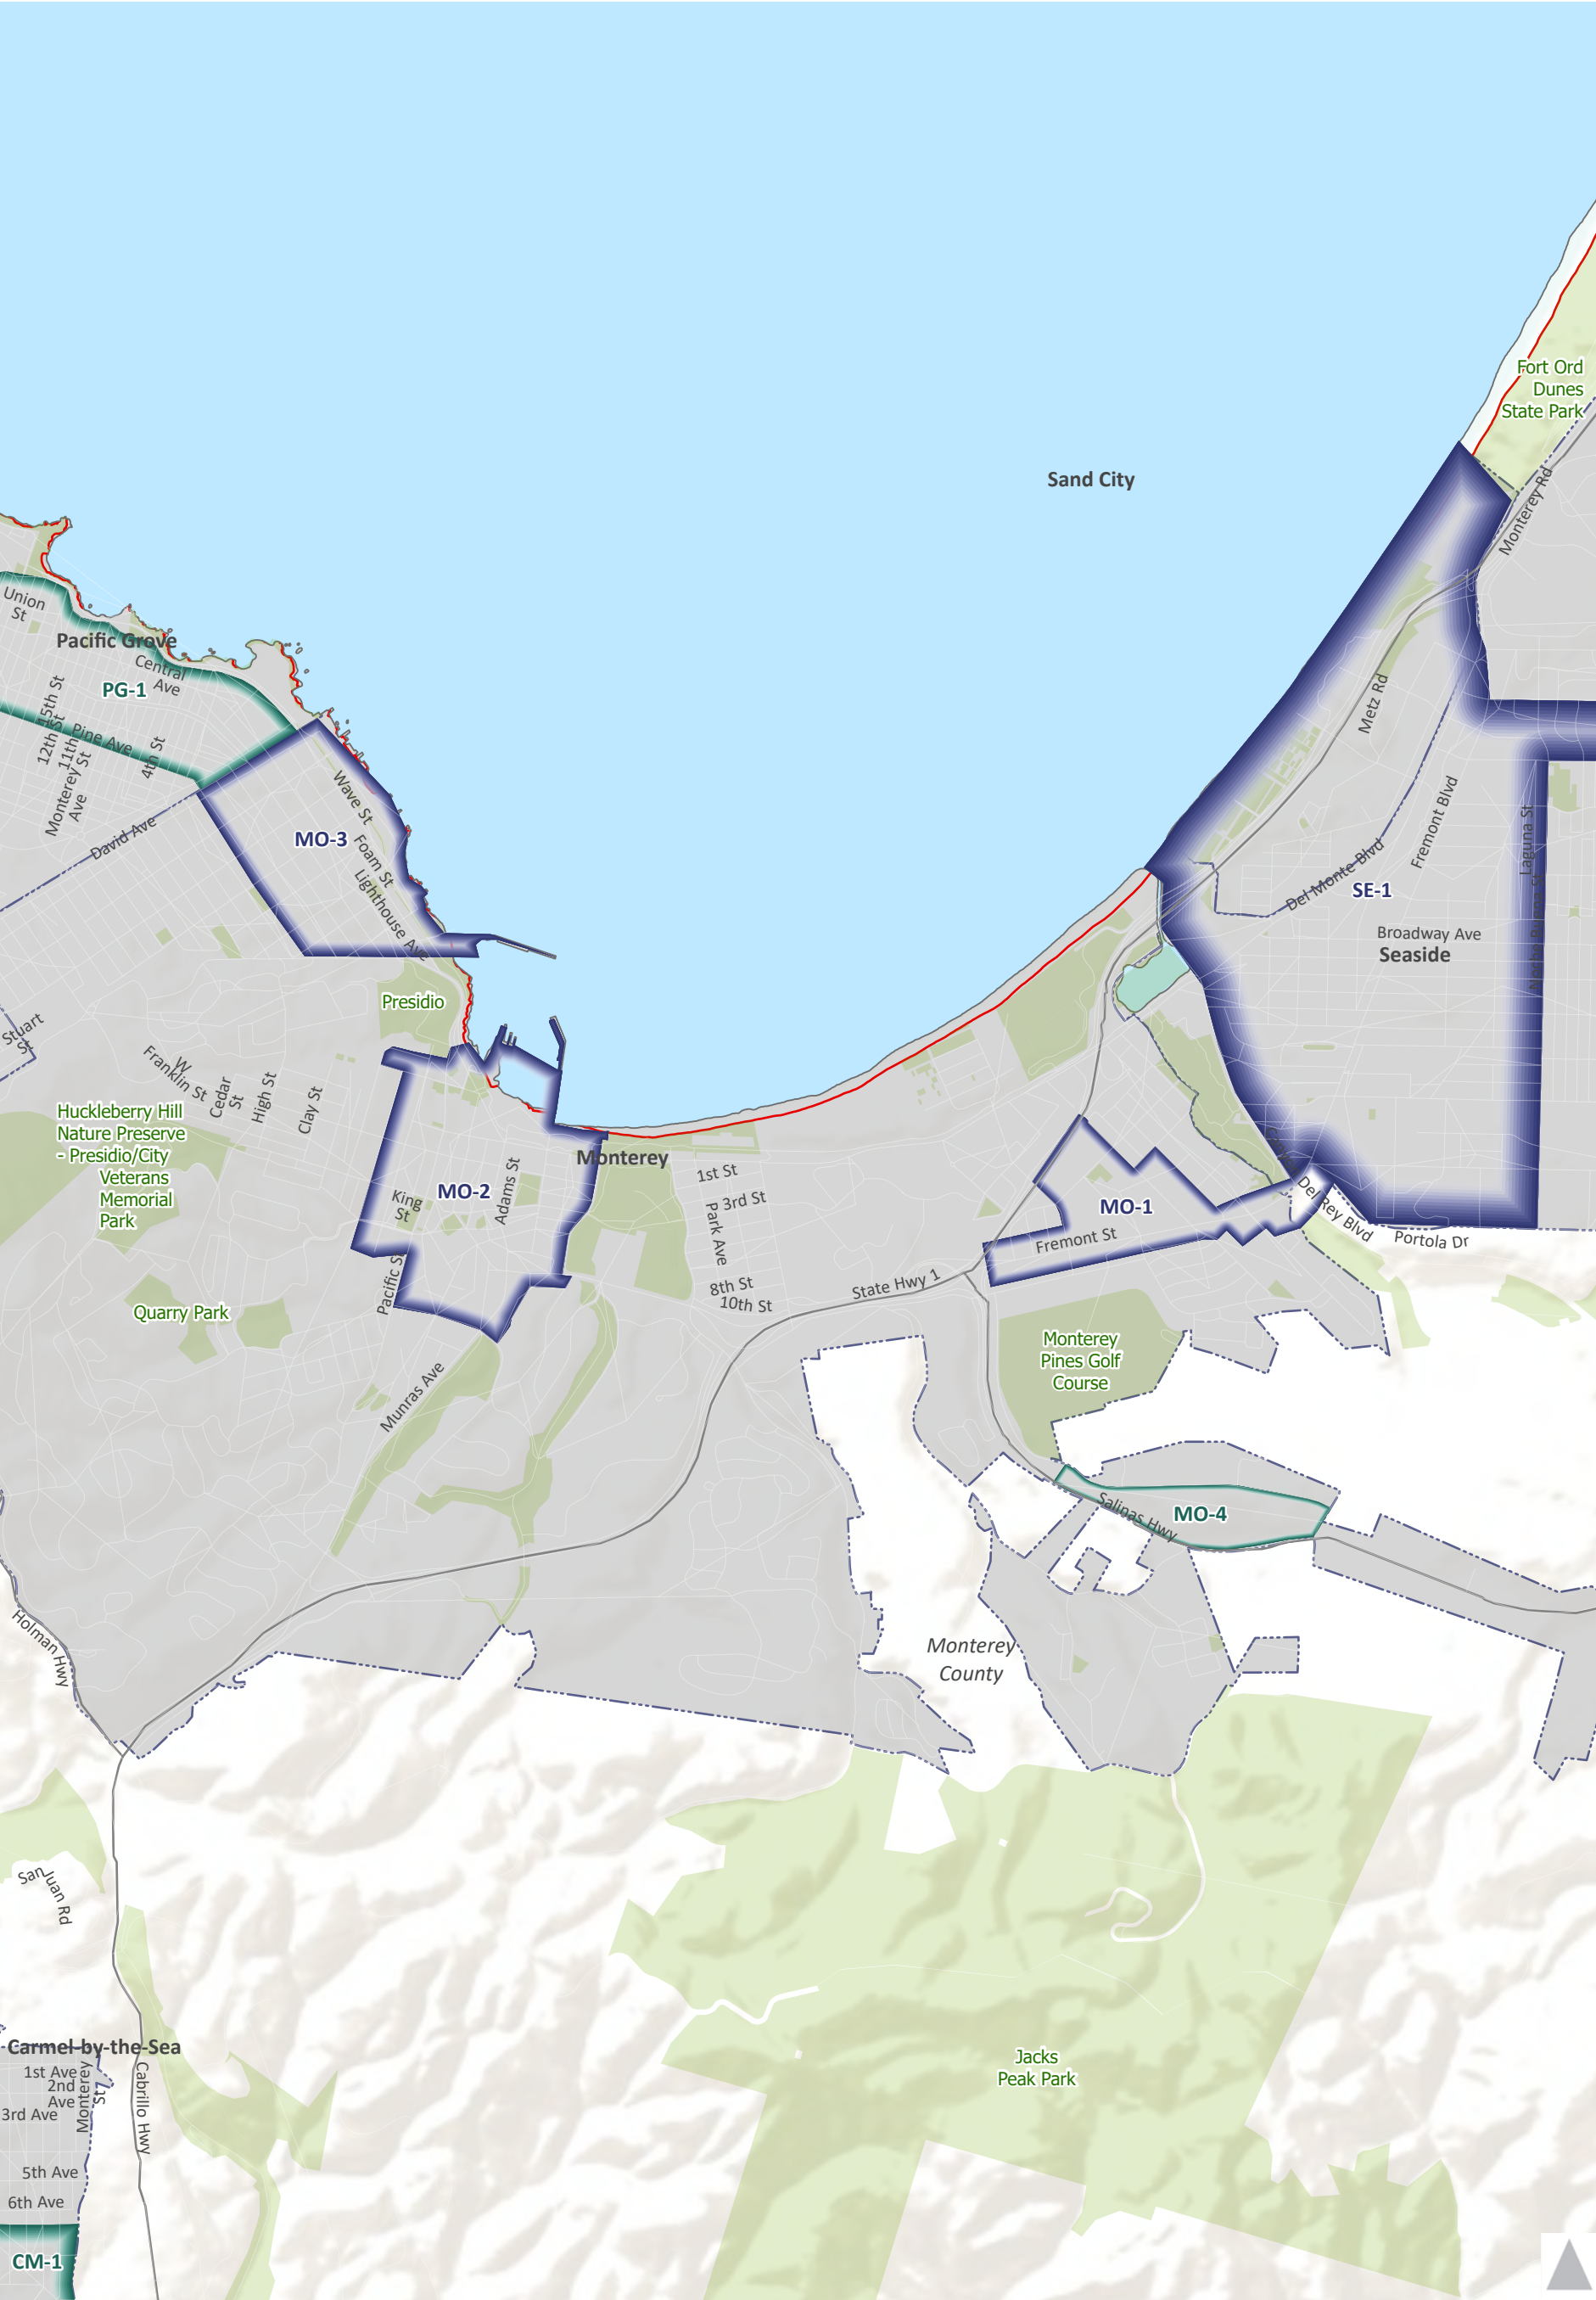 Fort Ord
Dunes
State Park
Sand City
Monterey Rd
Union
St
Pacific Grove
Central
Ave
PG-1
15th St
12th St
11th
Pine Ave
4th St
Monterey St
Ave
Metz Rd
Wave St
MO-3
David Ave
Foam St
Lighthouse Ave
Fremont Blvd
Laguna St
Del Monte Blvd
SE-1
Broadway Ave
Seaside
Presidio
Stuart
St
W
Franklin St
Cedar
St
High St
Clay St
Huckleberry Hill
Nature Preserve
- Presidio/City
Veterans
Memorial
Park
Monterey
1st St
3rd St
Park Ave
8th St
10th St
MO-2
King
St
Adams St
Pacific St
MO-1
Fremont St
Del Rey Blvd
Portola Dr
State Hwy 1
Quarry Park
Monterey
Pines Golf
Course
Munras Ave
Salinas Hwy
MO-4
Holman Hwy
Monterey
County
San
Juan Rd
Carmel-by-the-Sea
1st Ave
2nd
Ave
3rd Ave
Monterey
St
Cabrillo Hwy
5th Ave
6th Ave
Jacks
Peak Park
CM-1